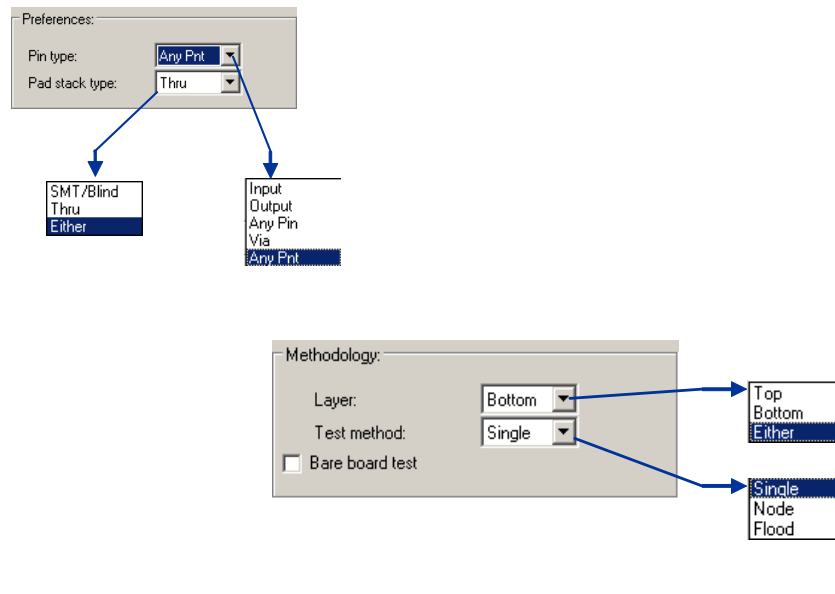 Preferences:
Pin type: Any Pnt
Pad stack type: Thru
SMT/Blind
Thru
Either
Input
Output
Any Pin
Via
Any Pnt
Methodology:
Layer: Bottom
Test method: Single
Bare board test
Top
Bottom
Either
Single
Node
Flood